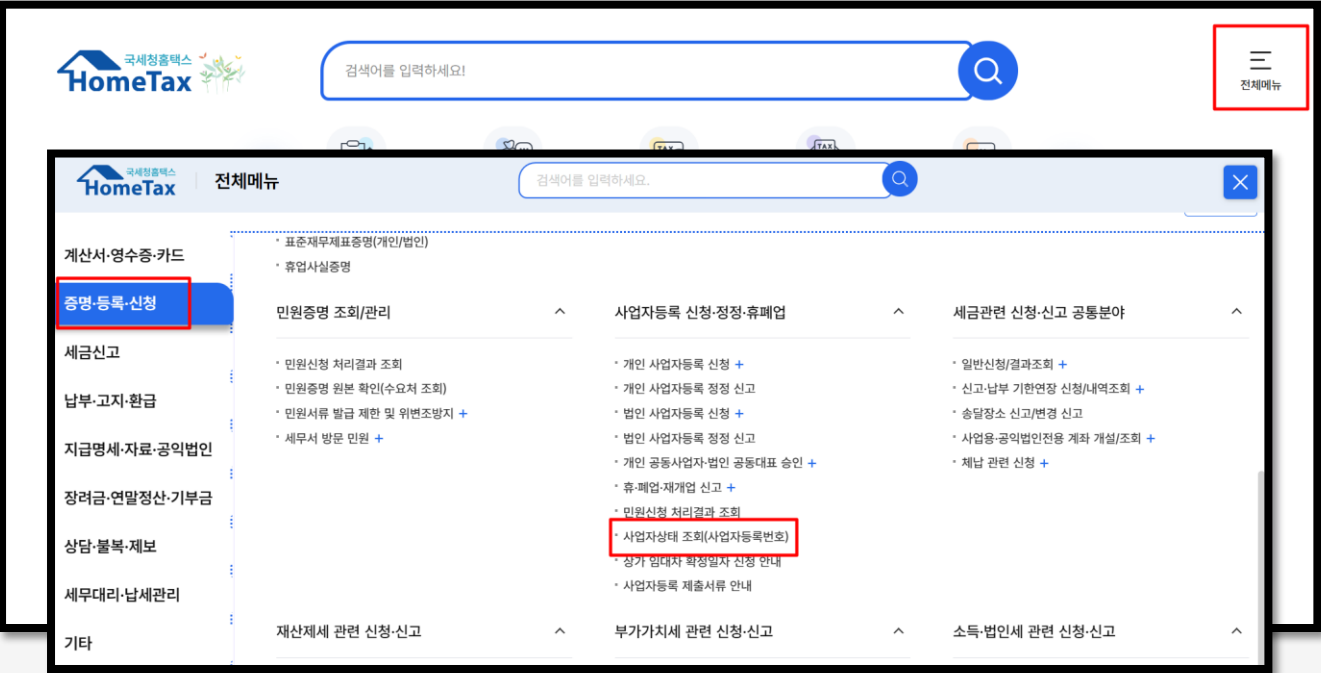 국세청홈택스
HomeTax
검색어를 입력하세요!
전체메뉴
국세청홈택스
HomeTax
전체메뉴
검색어를 입력하세요.
계산서·영수증·카드
증명·등록·신청
세금신고
납부·고지·환급
지급명세·자료·공익법인
장려금·연말정산·기부금
상담·불복·제보
세무대리·납세관리
기타
표준재무제표증명(개인/법인)
휴업사실증명
민원증명 조회/관리
민원신청 처리결과 조회
민원증명 원본 확인(수요처 조회)
민원서류 발급 제한 및 위변조방지 +
세무서 방문 민원 +
사업자등록 신청·정정·휴폐업
개인 사업자등록 신청 +
개인 사업자등록 정정 신고
법인 사업자등록 신청 +
법인 사업자등록 정정 신고
개인 공동사업자·법인 공동대표 승인 +
휴·폐업·재개업 신고 +
민원신청 처리결과 조회
사업자상태 조회(사업자등록번호)
상가 임대차 확정일자 신청 안내
사업자등록 제출서류 안내
세금관련 신청·신고 공통분야
일반신청/결과조회 +
신고·납부 기한연장 신청/내역조회 +
송달장소 신고/변경 신고
사업용·공익법인전용 계좌 개설/조회 +
체납 관련 신청 +
재산제세 관련 신청·신고
부가가치세 관련 신청·신고
소득·법인세 관련 신청·신고